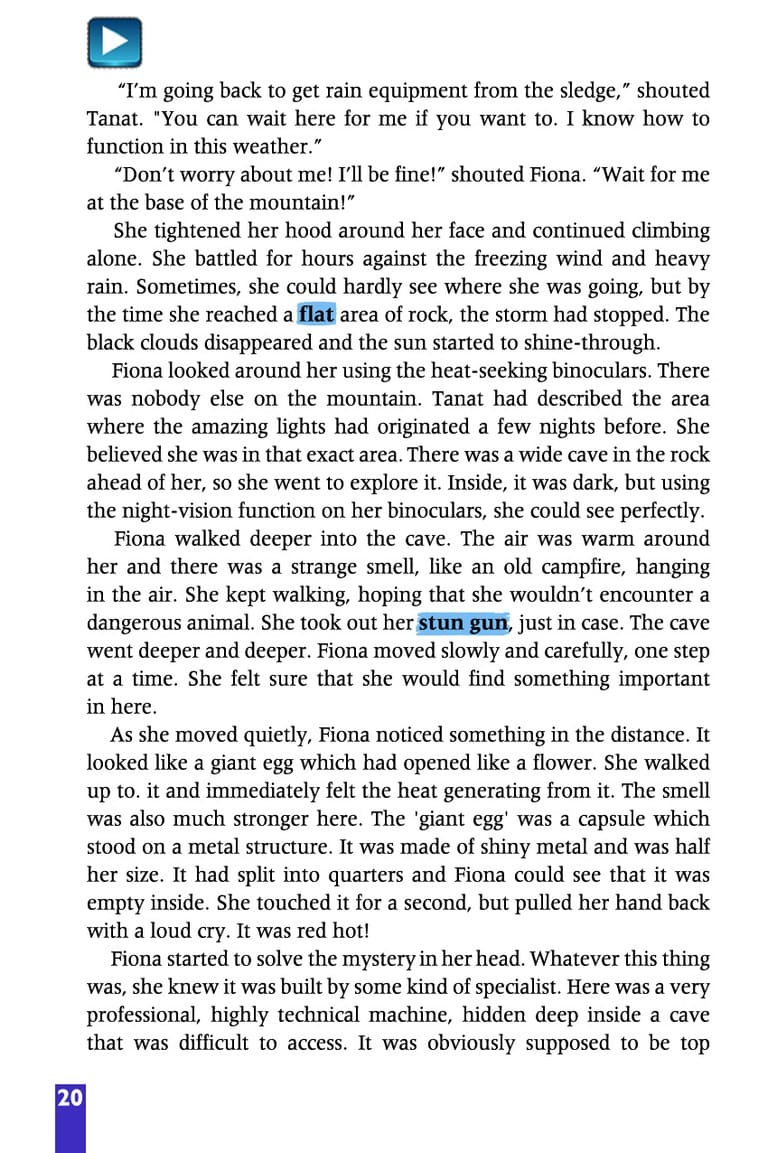 “I’m going back to get rain equipment from the sledge,” shouted
Tanat. "You can wait here for me if you want to. I know how to
function in this weather.”
“Don’t worry about me! I’ll be fine!” shouted Fiona. “Wait for me
at the base of the mountain!”
She tightened her hood around her face and continued climbing
alone. She battled for hours against the freezing wind and heavy
rain. Sometimes, she could hardly see where she was going, but by
the time she reached a flat area of rock, the storm had stopped. The
black clouds disappeared and the sun started to shine-through.
Fiona looked around her using the heat-seeking binoculars. There
was nobody else on the mountain. Tanat had described the area
where the amazing lights had originated a few nights before. She
believed she was in that exact area. There was a wide cave in the rock
ahead of her, so she went to explore it. Inside, it was dark, but using
the night-vision function on her binoculars, she could see perfectly.
Fiona walked deeper into the cave. The air was warm around
her and there was a strange smell, like an old campfire, hanging
in the air. She kept walking, hoping that she wouldn’t encounter a
dangerous animal. She took out her stun gun, just in case. The cave
went deeper and deeper. Fiona moved slowly and carefully, one step
at a time. She felt sure that she would find something important
in here.
As she moved quietly, Fiona noticed something in the distance. It
looked like a giant egg which had opened like a flower. She walked
up to. it and immediately felt the heat generating from it. The smell
was also much stronger here. The 'giant egg' was a capsule which
stood on a metal structure. It was made of shiny metal and was half
her size. It had split into quarters and Fiona could see that it was
empty inside. She touched it for a second, but pulled her hand back
with a loud cry. It was red hot!
Fiona started to solve the mystery in her head. Whatever this thing
was, she knew it was built by some kind of specialist. Here was a very
professional, highly technical machine, hidden deep inside a cave
that was difficult to access. It was obviously supposed to be top
20